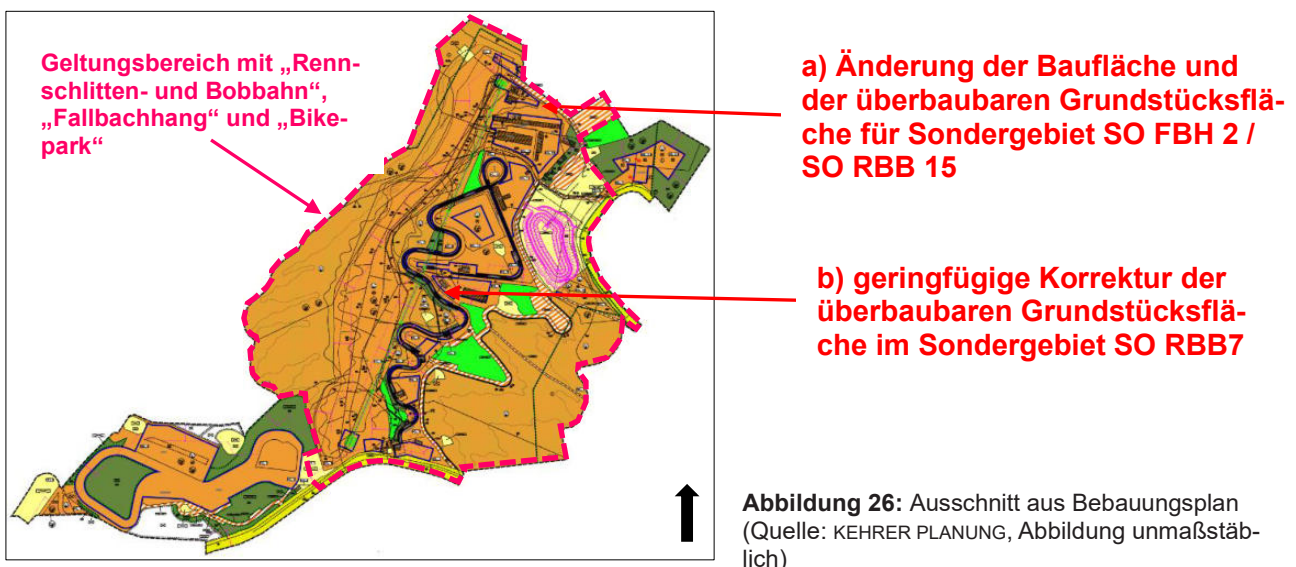 Geltungsbereich mit „Renn-
schlitten- und Bobbahn“,
„Fallbachhang“ und „Bike-
park“
a) Änderung der Baufläche und
der überbaubaren Grundstücksflä-
che für Sondergebiet SO FBH 2 /
SO RBB 15
b) geringfügige Korrektur der
überbaubaren Grundstücksflä-
che im Sondergebiet SO RBB7
Abbildung 26: Ausschnitt aus Bebauungsplan
(Quelle: KEHRER PLANUNG, Abbildung unmaßstäb-
lich)